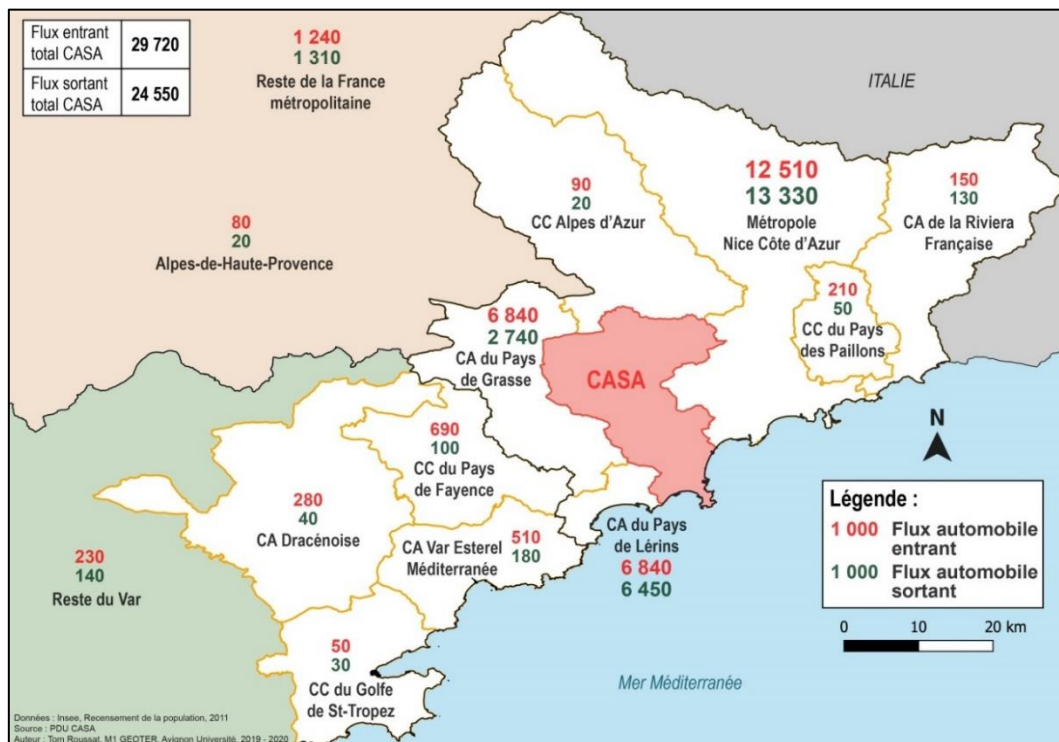 Flux entrant
total CASA
29 720
Flux sortant
total CASA
24 550
1 240
1 310
Reste de la France
métropolitaine
ITALIE
90
20
CC Alpes d'Azur
12 510
13 330
Métropole
Nice Côte d'Azur
150
130
CA de la Riviera
Française
80
20
Alpes-de-Haute-Provence
210
50
CC du Pays
des Paillons
6 840
2 740
CA du Pays
de Grasse
CASA
N
690
100
CC du Pays
de Fayence
280
40
CA Dracénoise
CA Var Esterel
Méditerranée
510
180
CA du Pays
de Lérins
6 840
6 450
230
140
Reste du Var
50
30
CC du Golfe
de St-Tropez
Légende :
1 000 Flux automobile
entrant
1 000 Flux automobile
sortant
0 10 20 km
Mer Méditerranée
Données : Insee, Recensement de la population, 2011
Source : PDU CASA
Auteur : Tom Roussat, M1 GEOTER, Avignon Université, 2019 - 2020